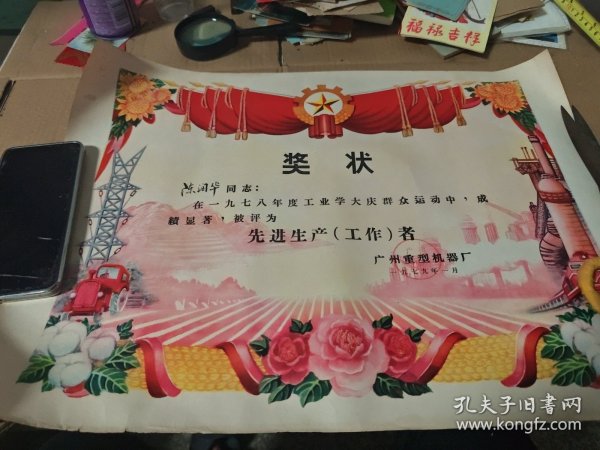 福禄吉祥
奖状
陈润华同志：
在一九七八年度工业学大庆群众运动中，成
绩显著，被评为
先进生产（工作）者
广州重型机器厂
一九七九年一月
孔夫子旧书网
www.kongfz.com